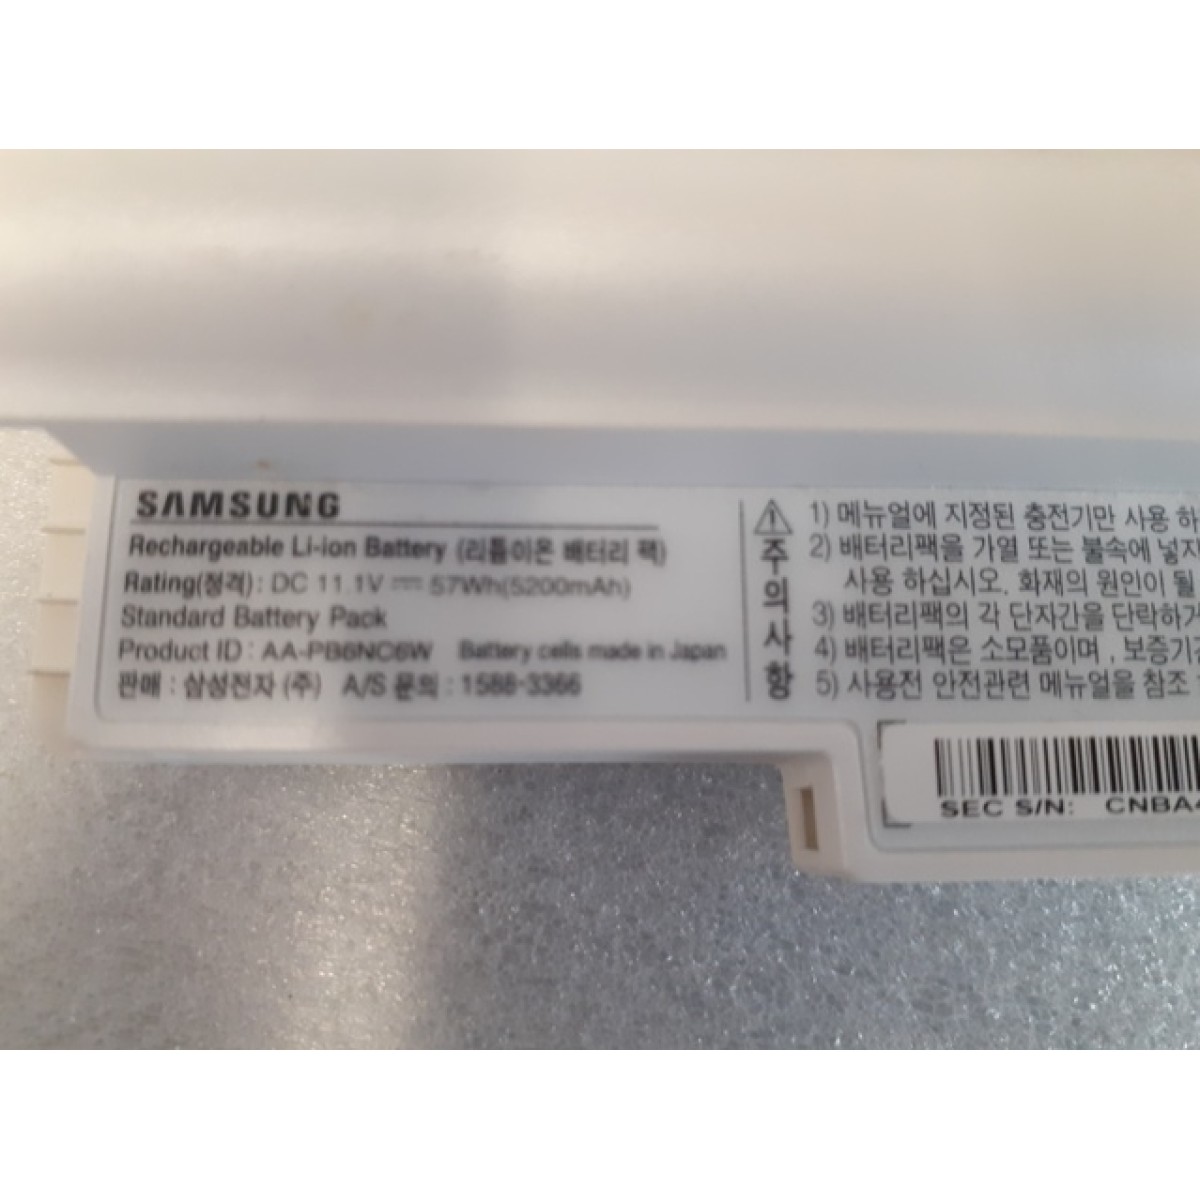 SAMSUNG
Rechargeable Li-ion Battery (리튬이온 배터리 팩)
Rating(정격) : DC 11.1V ⎓ 57Wh(5200mAh)
Standard Battery Pack
Product ID : AA-PB6NC6W Battery cells made in Japan
판매 : 삼성전자 (주) A/S 문의 : 1588-3366
⚠ 주의사항
1) 메뉴얼에 지정된 충전기만 사용 하
2) 배터리팩을 가열 또는 불속에 넣지
사용 하십시오. 화재의 원인이 될
3) 배터리팩의 각 단자간을 단락하거
4) 배터리팩은 소모품이며 , 보증기
5) 사용전 안전관련 메뉴얼을 참조
SEC S/N: CNBA4